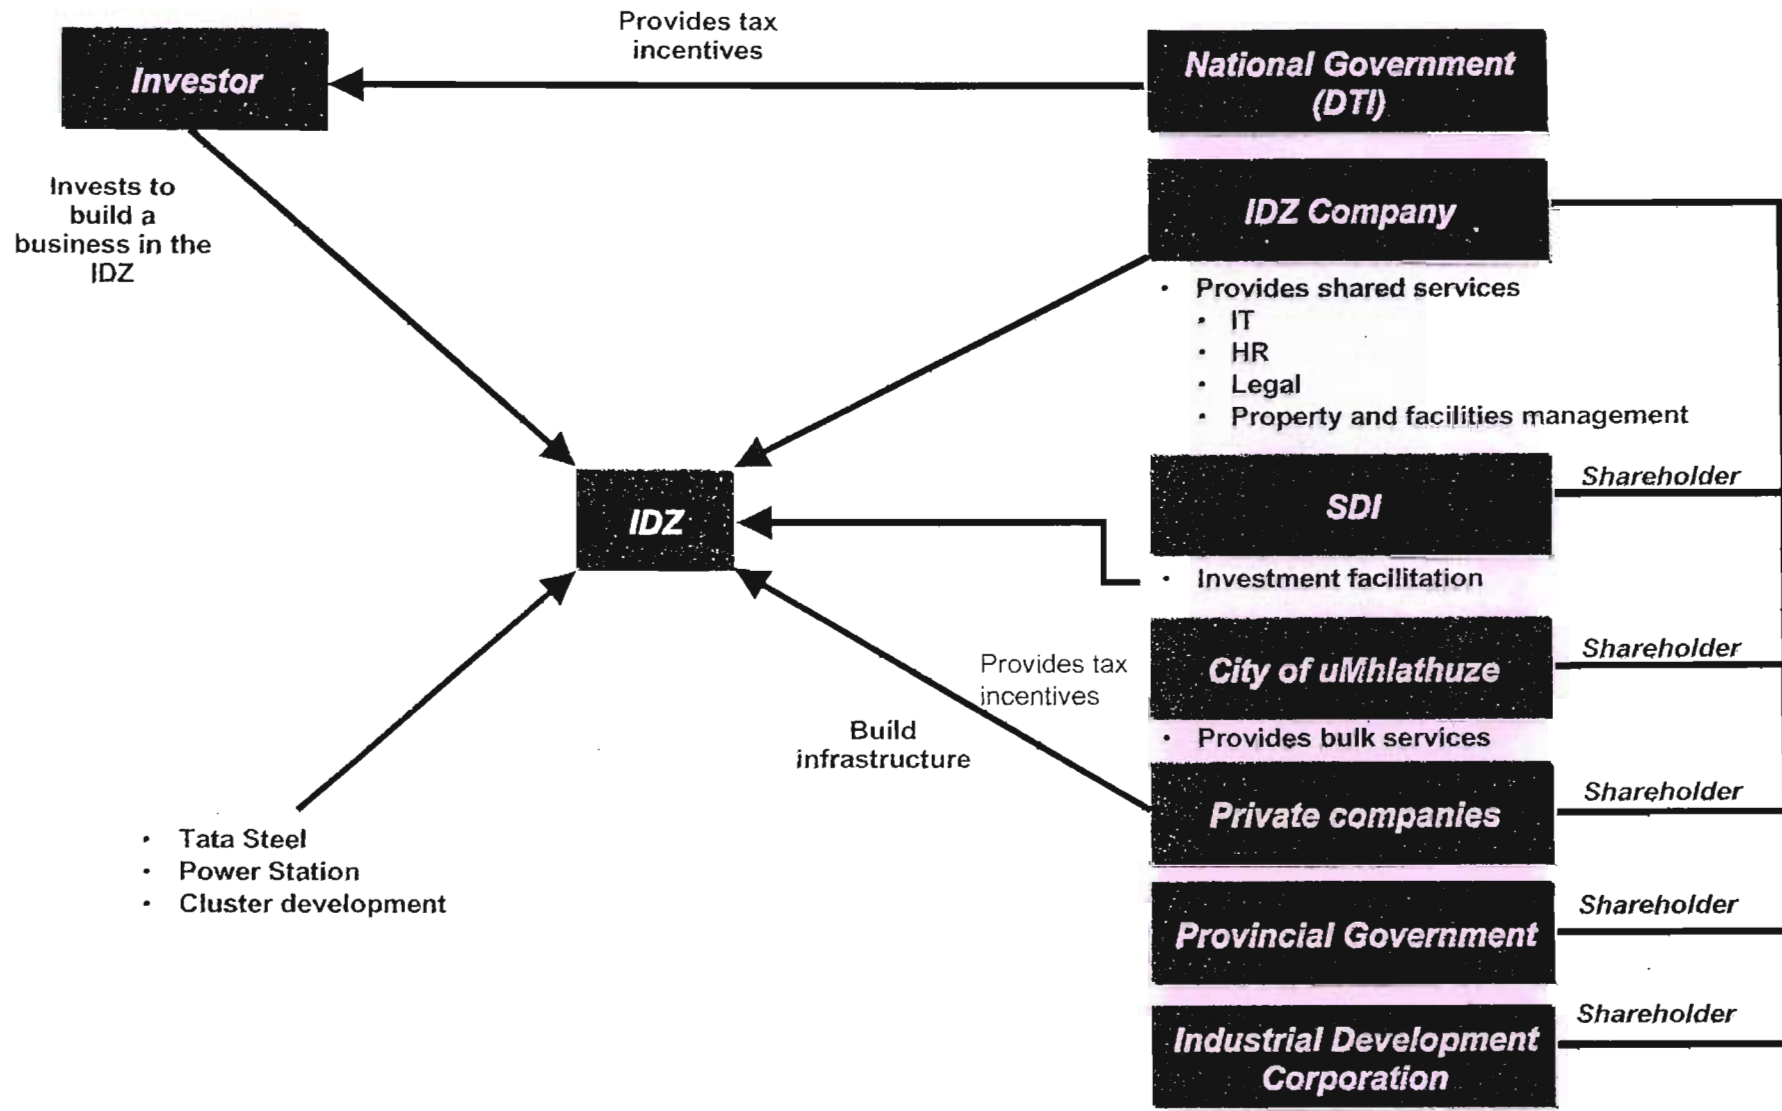 Provides tax
incentives
Investor
National Government
(DTI)
Invests to
build a
business in the
IDZ
IDZ Company
• Provides shared services
• IT
• HR
• Legal
• Property and facilities management
SDI
Shareholder
IDZ
• Investment facilitation
City of uMhlathuze
Shareholder
Provides tax
incentives
Build
infrastructure
• Provides bulk services
Private companies
Shareholder
• Tata Steel
• Power Station
• Cluster development
Provincial Government
Shareholder
Industrial Development
Corporation
Shareholder